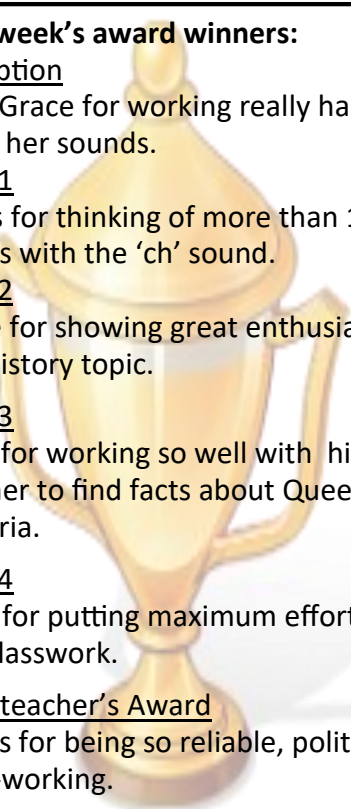 week's award winners:
ption
Grace for working really ha
her sounds.
1
s for thinking of more than 1
s with the 'ch' sound.
2
e for showing great enthusia
istory topic.
3
for working so well with hi
ner to find facts about Quee
ria.
4
for putting maximum effort
lasswork.
teacher's Award
s for being so reliable, polit
-working.